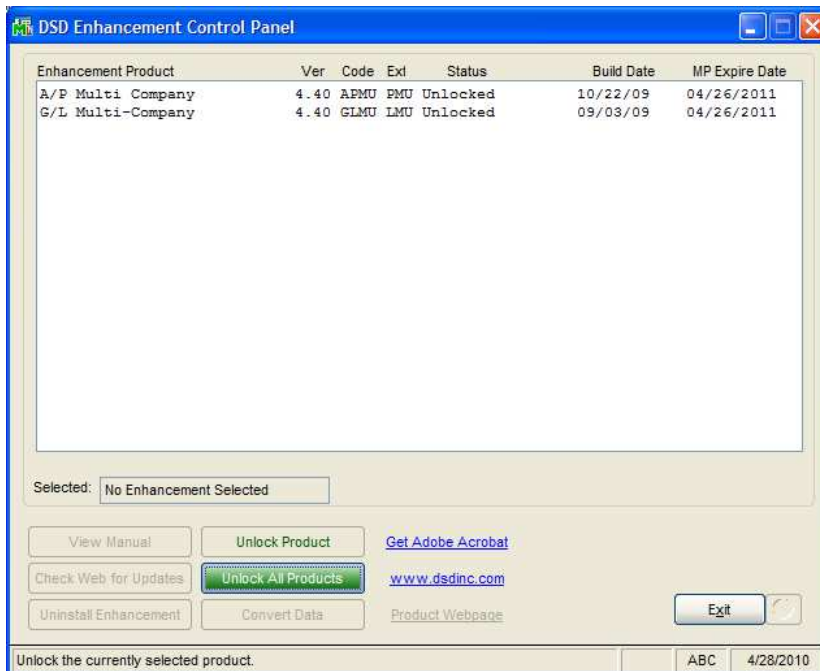 DSD Enhancement Control Panel
Enhancement Product Ver Code Ext Status Build Date MP Expire Date
A/P Multi Company 4.40 APMU PMU Unlocked 10/22/09 04/26/2011
G/L Multi-Company 4.40 GLMU LMU Unlocked 09/03/09 04/26/2011
Selected: No Enhancement Selected
View Manual Unlock Product Get Adobe Acrobat
Check Web for Updates Unlock All Products www.dsdinc.com
Uninstall Enhancement Convert Data Product Webpage Exit
Unlock the currently selected product. ABC 4/28/2010